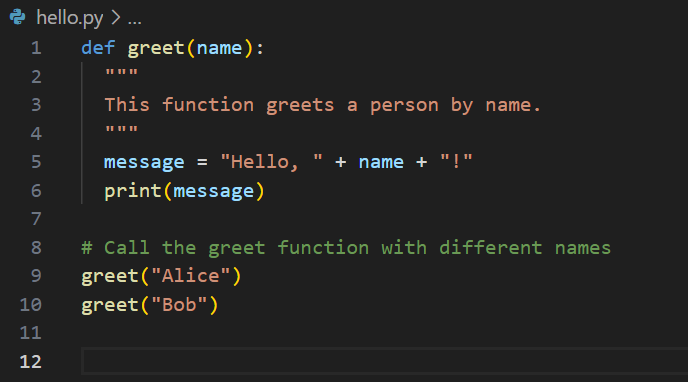 hello.py > ...
1 def greet(name):
2   """
3   This function greets a person by name.
4   """
5   message = "Hello, " + name + "!"
6   print(message)
7
8 # Call the greet function with different names
9 greet("Alice")
10 greet("Bob")
11
12